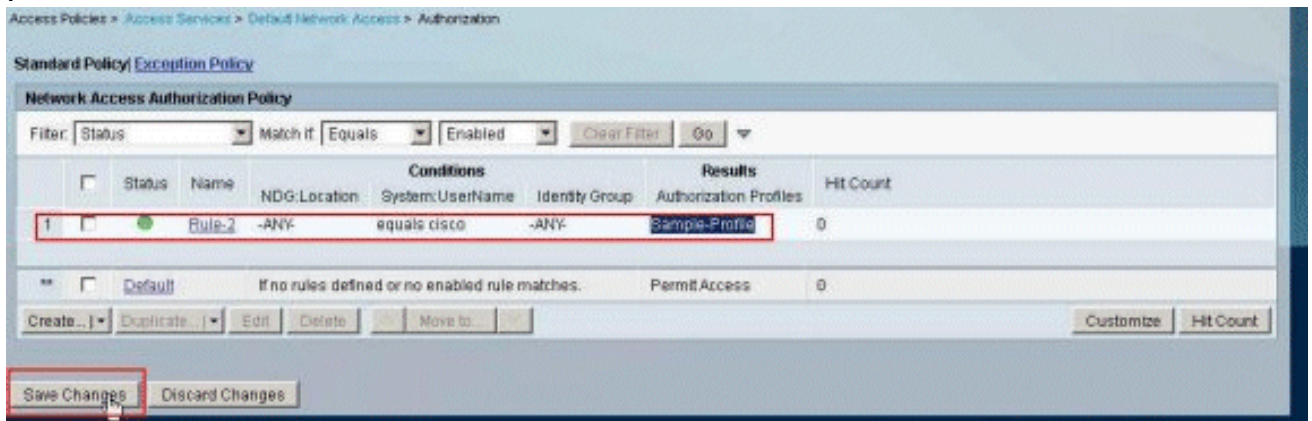 Access Policies > Access Services > Default Network Access > Authorization
Standard Policy| Exception Policy
Network Access Authorization Policy
Filter: Status Match if: Equals Enabled Clear Filter Go
Conditions Results
Status Name NDG:Location System:UserName Identity Group Authorization Profiles Hit Count
1 Rule-2 -ANY- equals cisco -ANY- Sample-Profile 0
** Default If no rules defined or no enabled rule matches. Permit Access 0
Create... | Duplicate... | Edit Delete Move to... Customize Hit Count
Save Changes Discard Changes